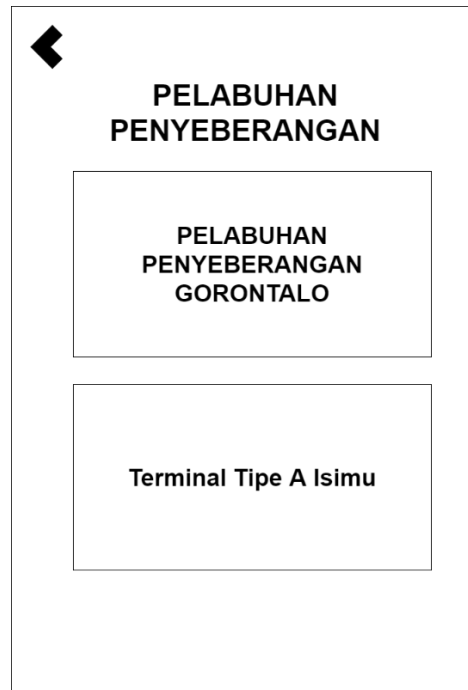 PELABUHAN
PENYEBERANGAN
PELABUHAN
PENYEBERANGAN
GORONTALO
Terminal Tipe A Isimu